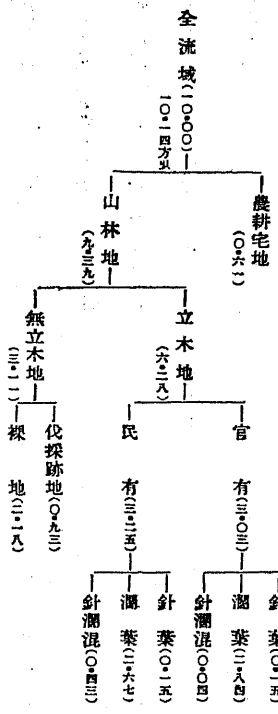 全流域(一〇・〇〇)
一〇・一四方里
農耕宅地(〇・六一)
山林地(九・三九)
立木地(六・二八)
無立木地(三・一一)
官有(三・〇三)
民有(三・二五)
伐採跡地(〇・九三)
裸地(二・一八)
針葉(〇・一五)
濶葉(二・八四)
針濶混(〇・〇四)
針葉(〇・一五)
濶葉(二・六七)
針濶混(〇・四三)